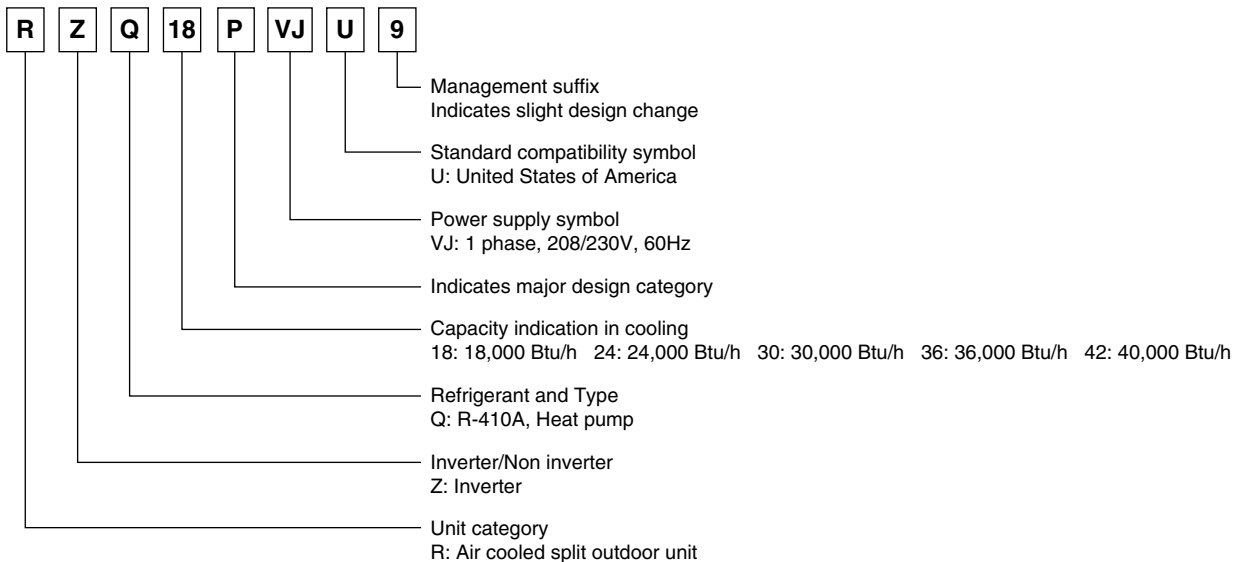 R Z Q 18 P VJ U 9
Management suffix
Indicates slight design change
Standard compatibility symbol
U: United States of America
Power supply symbol
VJ: 1 phase, 208/230V, 60Hz
Indicates major design category
Capacity indication in cooling
18: 18,000 Btu/h 24: 24,000 Btu/h 30: 30,000 Btu/h 36: 36,000 Btu/h 42: 40,000 Btu/h
Refrigerant and Type
Q: R-410A, Heat pump
Inverter/Non inverter
Z: Inverter
Unit category
R: Air cooled split outdoor unit